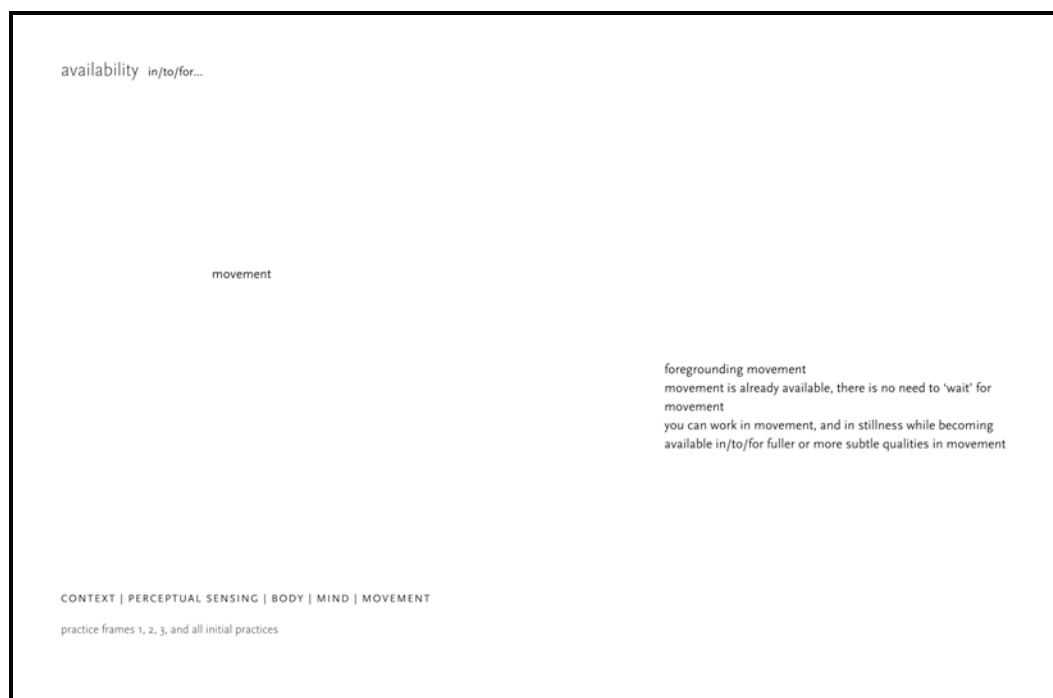 availability in/to/for...
movement
foregrounding movement
movement is already available, there is no need to ‘wait’ for
movement
you can work in movement, and in stillness while becoming
available in/to/for fuller or more subtle qualities in movement
CONTEXT | PERCEPTUAL SENSING | BODY | MIND | MOVEMENT
practice frames 1, 2, 3, and all initial practices